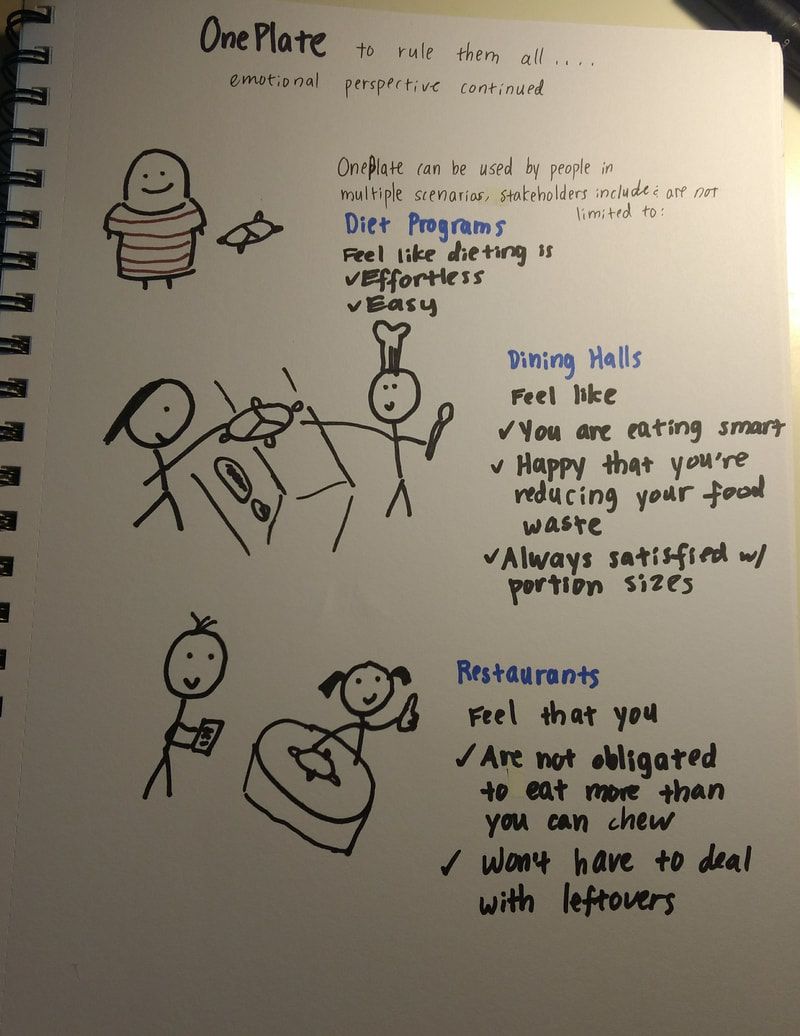 OnePlate to rule them all....
emotional perspective continued
OnePlate can be used by people in
multiple scenarios, stakeholders include & are not
limited to:
Diet Programs
Feel like dieting is
✓Effortless
✓Easy
Dining Halls
Feel like
✓You are eating smart
✓Happy that you're
reducing your food
waste
✓Always satisfied w/
portion sizes
Restaurants
Feel that you
✓Are not obligated
to eat more than
you can chew
✓Won't have to deal
with leftovers